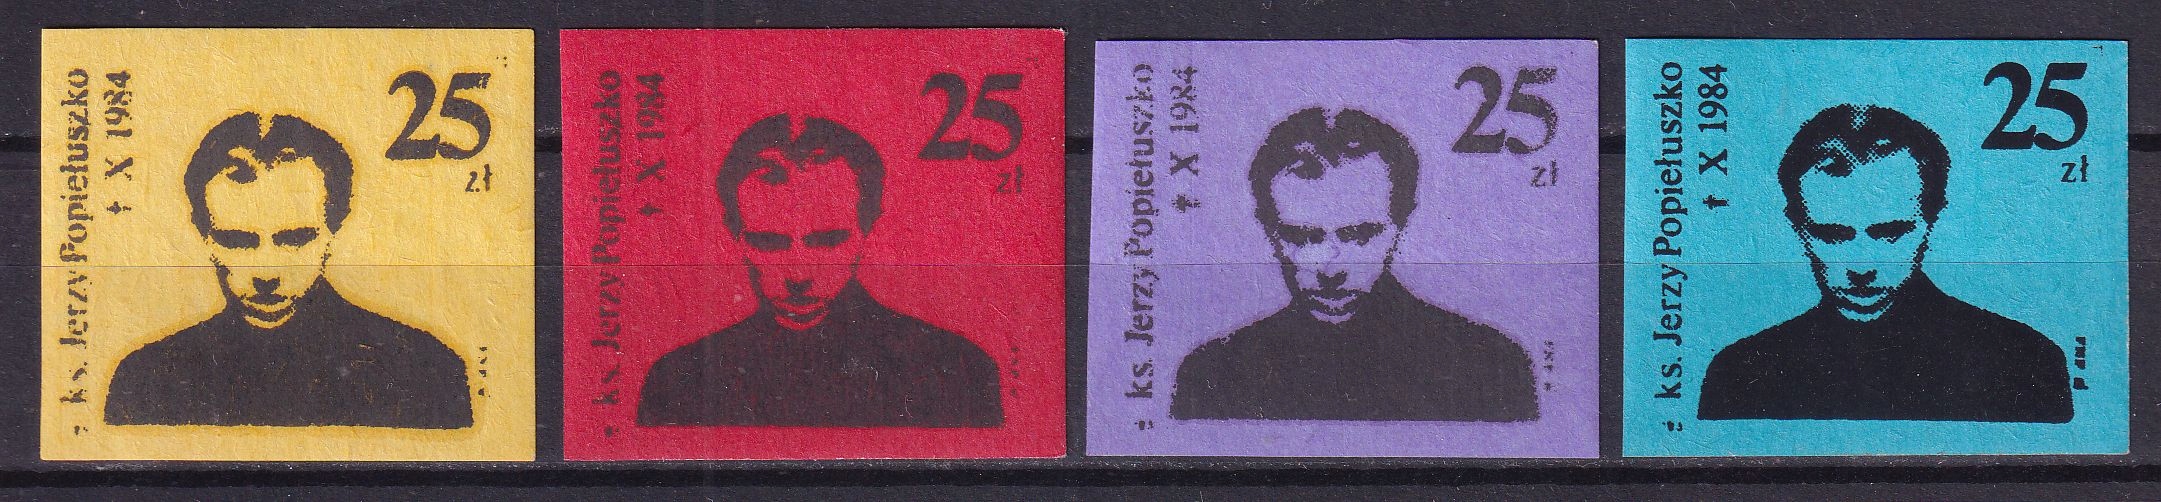 ks. Jerzy Popiełuszko
† X 1984
25
zł
ks. Jerzy Popiełuszko
† X 1984
25
zł
ks. Jerzy Popiełuszko
† X 1984
25
zł
ks. Jerzy Popiełuszko
† X 1984
25
zł